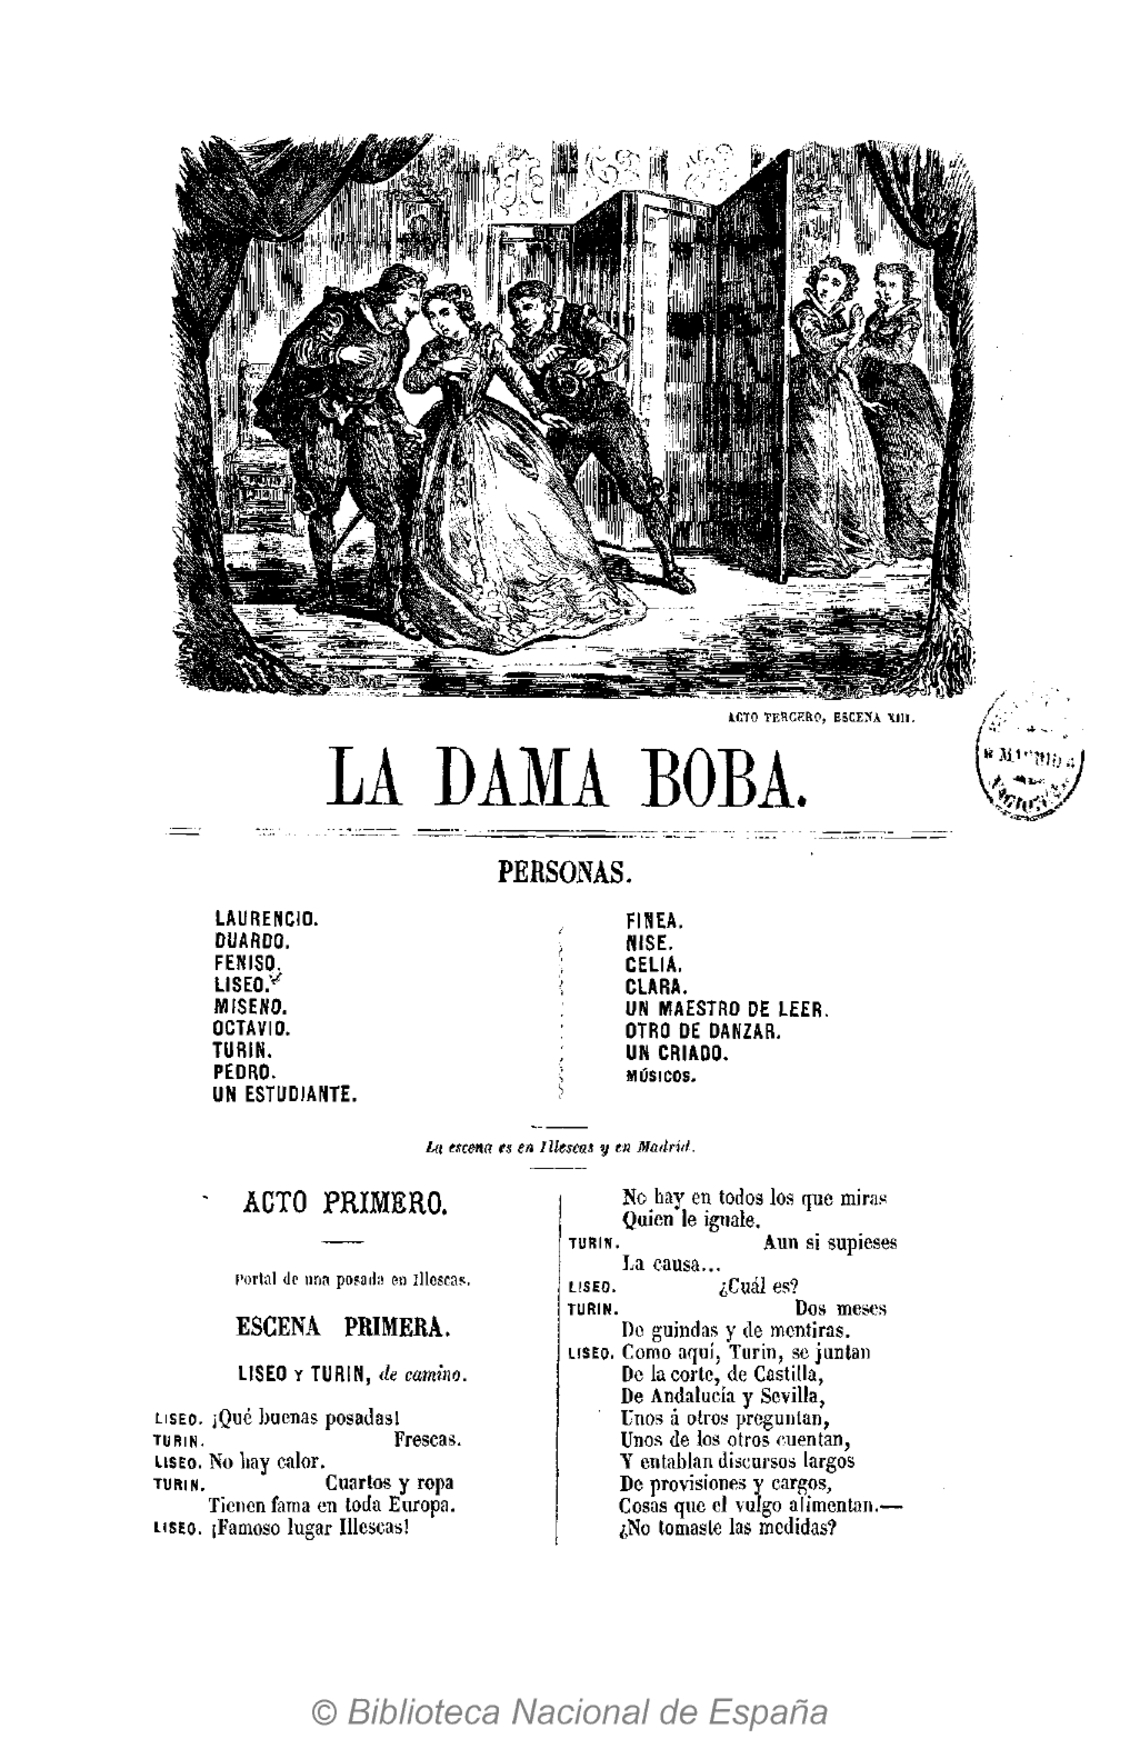 ACTO TERCERO, ESCENA XIII.
LA DAMA BOBA.
PERSONAS.
LAURENCIO.
DUARDO.
FENISO.
LISEO.
MISENO.
OCTAVIO.
TURIN.
PEDRO.
UN ESTUDIANTE.
FINEA.
NISE.
CELIA.
CLARA.
UN MAESTRO DE LEER.
OTRO DE DANZAR.
UN CRIADO.
MÚSICOS.
La escena es en Illescas y en Madrid.
ACTO PRIMERO.
Portal de una posada en Illescas.
ESCENA PRIMERA.
LISEO Y TURIN, de camino.
LISEO. ¡Qué buenas posadas!
TURIN. Frescas.
LISEO. No hay calor.
TURIN. Cuartos y ropa
Tienen fama en toda Europa.
LISEO. ¡Famoso lugar Illescas!
No hay en todos los que miras
Quien le iguale.
TURIN. Aun si supieses
La causa...
LISEO. ¿Cuál es?
TURIN. Dos meses
De guindas y de mentiras.
LISEO. Como aquí, Turin, se juntan
De la corte, de Castilla,
De Andalucía y Sevilla,
Unos á otros preguntan,
Unos de los otros cuentan,
Y entablan discursos largos
De provisiones y cargos,
Cosas que el vulgo alimentan.—
¿No tomaste las medidas?
© Biblioteca Nacional de España